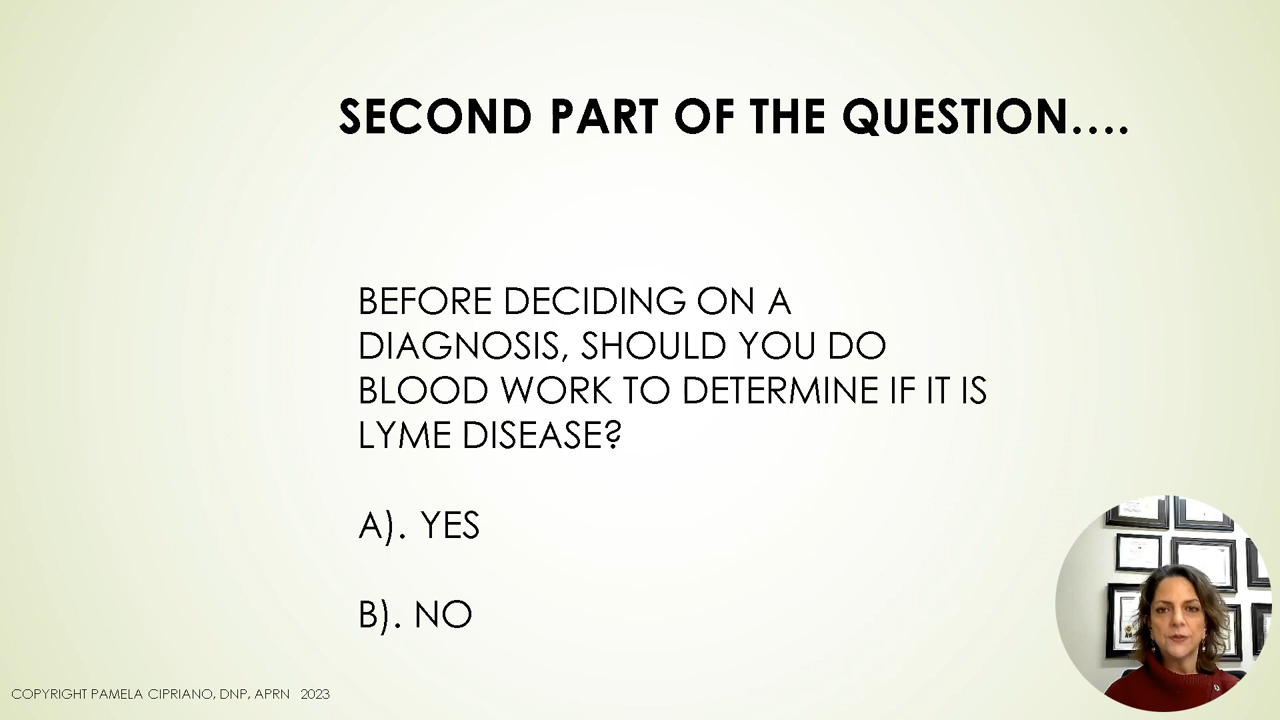 SECOND PART OF THE QUESTION....
BEFORE DECIDING ON A
DIAGNOSIS, SHOULD YOU DO
BLOOD WORK TO DETERMINE IF IT IS
LYME DISEASE?
A). YES
B). NO
COPYRIGHT PAMELA CIPRIANO, DNP, APRN 2023